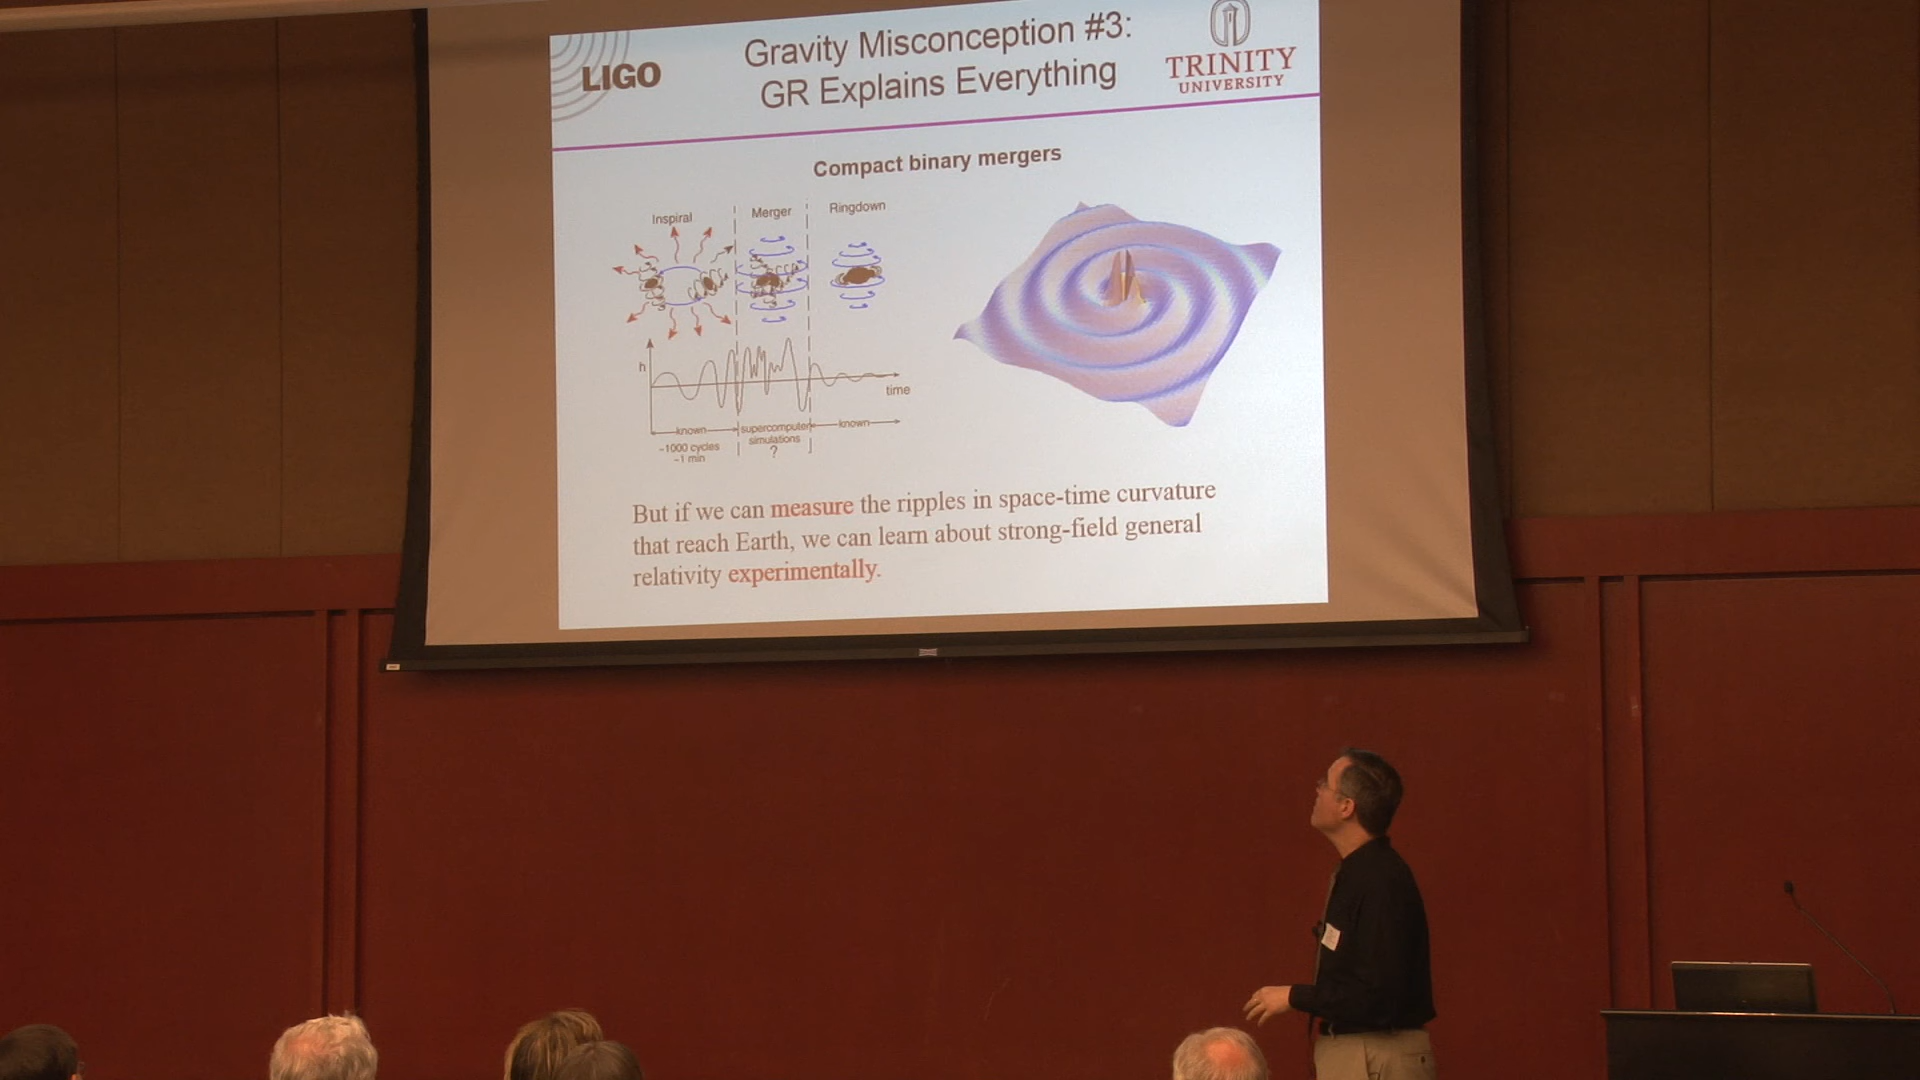 LIGO
Gravity Misconception #3:
GR Explains Everything
TRINITY
UNIVERSITY
Compact binary mergers
Inspiral
Merger
Ringdown
h
time
known
supercomputer
simulations
?
known
~1000 cycles
~1 min
But if we can measure the ripples in space-time curvature
that reach Earth, we can learn about strong-field general
relativity experimentally.